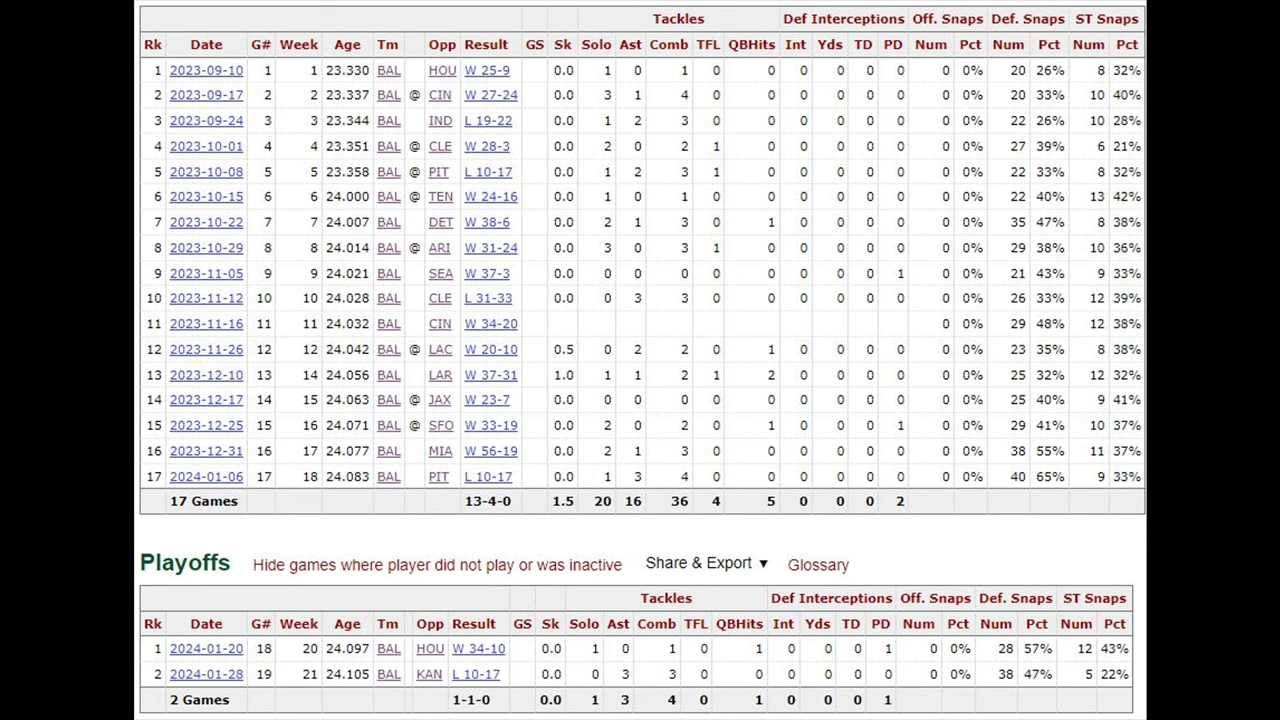 Tackles Def Interceptions Off. Snaps Def. Snaps ST Snaps
Rk Date G# Week Age Tm Opp Result GS Sk Solo Ast Comb TFL QBHits Int Yds TD PD Num Pct Num Pct Num Pct
1 2023-09-10 1 1 23.330 BAL HOU W 25-9 0.0 1 0 1 0 0 0 0 0 0 0 0% 20 26% 8 32%
2 2023-09-17 2 2 23.337 BAL @ CIN W 27-24 0.0 3 1 4 0 0 0 0 0 0 0 0% 20 33% 10 40%
3 2023-09-24 3 3 23.344 BAL IND L 19-22 0.0 1 2 3 0 0 0 0 0 0 0 0% 22 26% 10 28%
4 2023-10-01 4 4 23.351 BAL @ CLE W 28-3 0.0 2 0 2 1 0 0 0 0 0 0 0% 27 39% 6 21%
5 2023-10-08 5 5 23.358 BAL @ PIT L 10-17 0.0 1 2 3 1 0 0 0 0 0 0 0% 22 33% 8 32%
6 2023-10-15 6 6 24.000 BAL @ TEN W 24-16 0.0 1 0 1 0 0 0 0 0 0 0 0% 22 40% 13 42%
7 2023-10-22 7 7 24.007 BAL DET W 38-6 0.0 2 1 3 0 1 0 0 0 0 0 0% 35 47% 8 38%
8 2023-10-29 8 8 24.014 BAL @ ARI W 31-24 0.0 3 0 3 1 0 0 0 0 0 0 0% 29 38% 10 36%
9 2023-11-05 9 9 24.021 BAL SEA W 37-3 0.0 0 0 0 0 0 0 0 0 1 0 0% 21 43% 9 33%
10 2023-11-12 10 10 24.028 BAL CLE L 31-33 0.0 0 3 3 0 0 0 0 0 0 0 0% 26 33% 12 39%
11 2023-11-16 11 11 24.032 BAL CIN W 34-20 0 0% 29 48% 12 38%
12 2023-11-26 12 12 24.042 BAL @ LAC W 20-10 0.5 0 2 2 0 1 0 0 0 0 0 0% 23 35% 8 38%
13 2023-12-10 13 14 24.056 BAL LAR W 37-31 1.0 1 1 2 1 2 0 0 0 0 0 0% 25 32% 12 32%
14 2023-12-17 14 15 24.063 BAL @ JAX W 23-7 0.0 0 0 0 0 0 0 0 0 0 0 0% 25 40% 9 41%
15 2023-12-25 15 16 24.071 BAL @ SFO W 33-19 0.0 2 0 2 0 1 0 0 0 1 0 0% 29 41% 10 37%
16 2023-12-31 16 17 24.077 BAL MIA W 56-19 0.0 2 1 3 0 0 0 0 0 0 0 0% 38 55% 11 37%
17 2024-01-06 17 18 24.083 BAL PIT L 10-17 0.0 1 3 4 0 0 0 0 0 0 0 0% 40 65% 9 33%
17 Games 13-4-0 1.5 20 16 36 4 5 0 0 0 2
Playoffs Hide games where player did not play or was inactive Share & Export ▼ Glossary
Tackles Def Interceptions Off. Snaps Def. Snaps ST Snaps
Rk Date G# Week Age Tm Opp Result GS Sk Solo Ast Comb TFL QBHits Int Yds TD PD Num Pct Num Pct Num Pct
1 2024-01-20 18 20 24.097 BAL HOU W 34-10 0.0 1 0 1 0 1 0 0 0 1 0 0% 28 57% 12 43%
2 2024-01-28 19 21 24.105 BAL KAN L 10-17 0.0 0 3 3 0 0 0 0 0 0 0 0% 38 47% 5 22%
2 Games 1-1-0 0.0 1 3 4 0 1 0 0 0 1